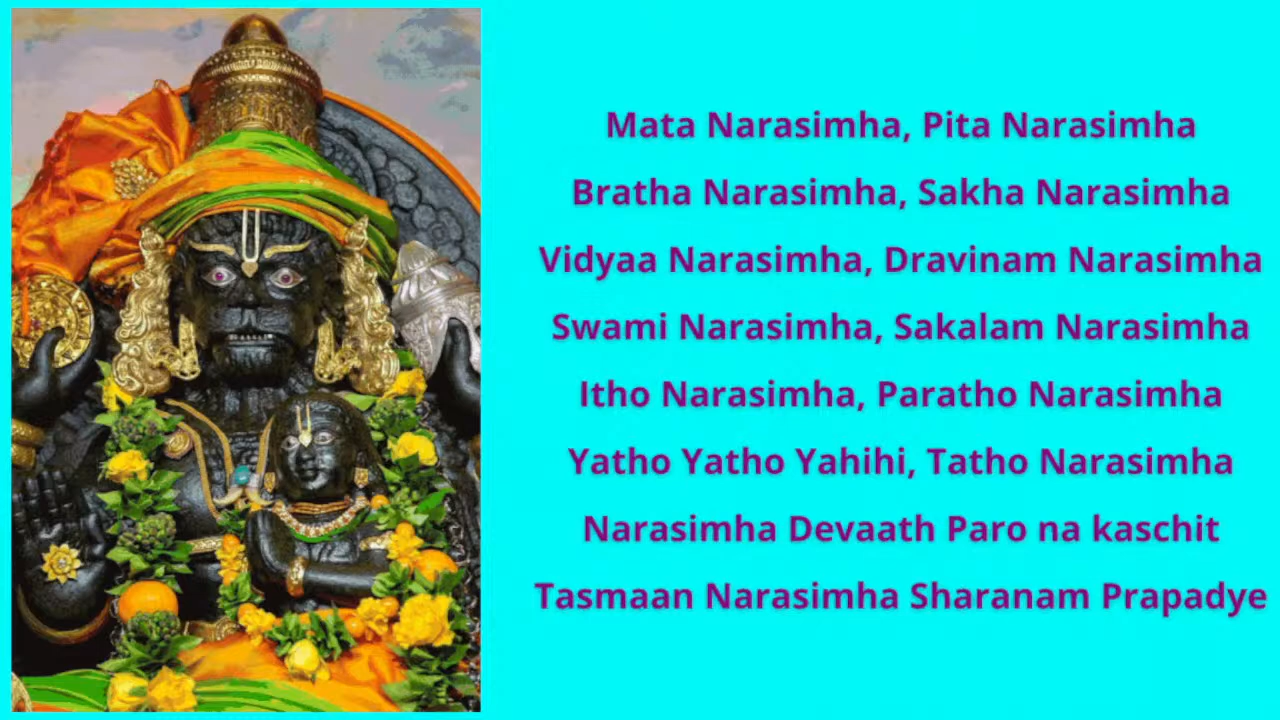 Mata Narasimha, Pita Narasimha
Bratha Narasimha, Sakha Narasimha
Vidyaa Narasimha, Dravinam Narasimha
Swami Narasimha, Sakalam Narasimha
Itho Narasimha, Paratho Narasimha
Yatho Yatho Yahihi, Tatho Narasimha
Narasimha Devaath Paro na kaschit
Tasmaan Narasimha Sharanam Prapadye